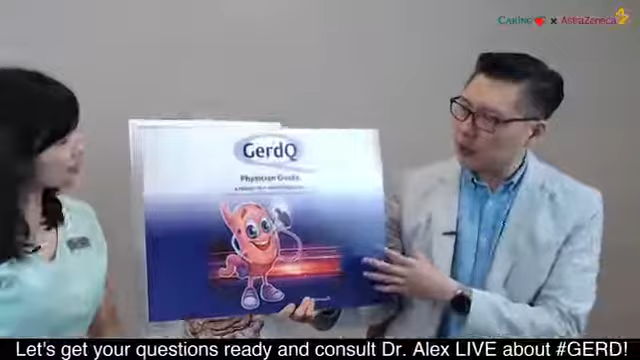 CARING x AstraZeneca
GerdQ
Physician Guide
Let's get your questions ready and consult Dr. Alex LIVE about #GERD!